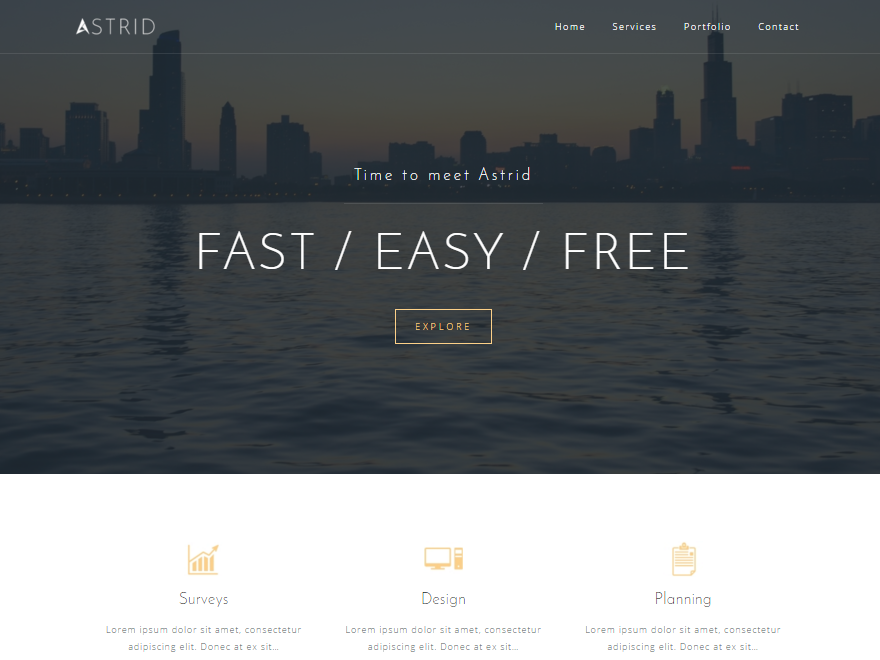 ASTRID
Home Services Portfolio Contact
Time to meet Astrid
FAST / EASY / FREE
EXPLORE
Surveys Design Planning
Lorem ipsum dolor sit amet, consectetur Lorem ipsum dolor sit amet, consectetur Lorem ipsum dolor sit amet, consectetur
adipiscing elit. Donec at ex sit... adipiscing elit. Donec at ex sit... adipiscing elit. Donec at ex sit...